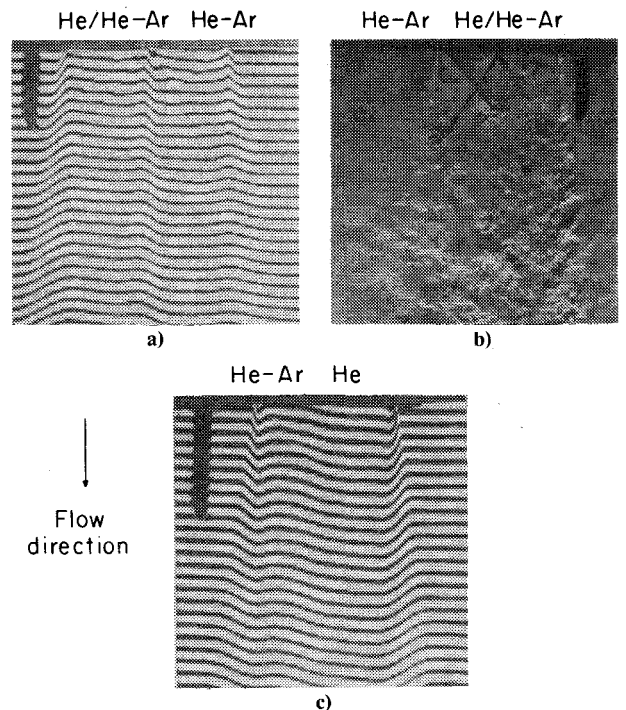 He/He-Ar He-Ar
He-Ar He/He-Ar
a)
b)
He-Ar He
Flow
direction
c)